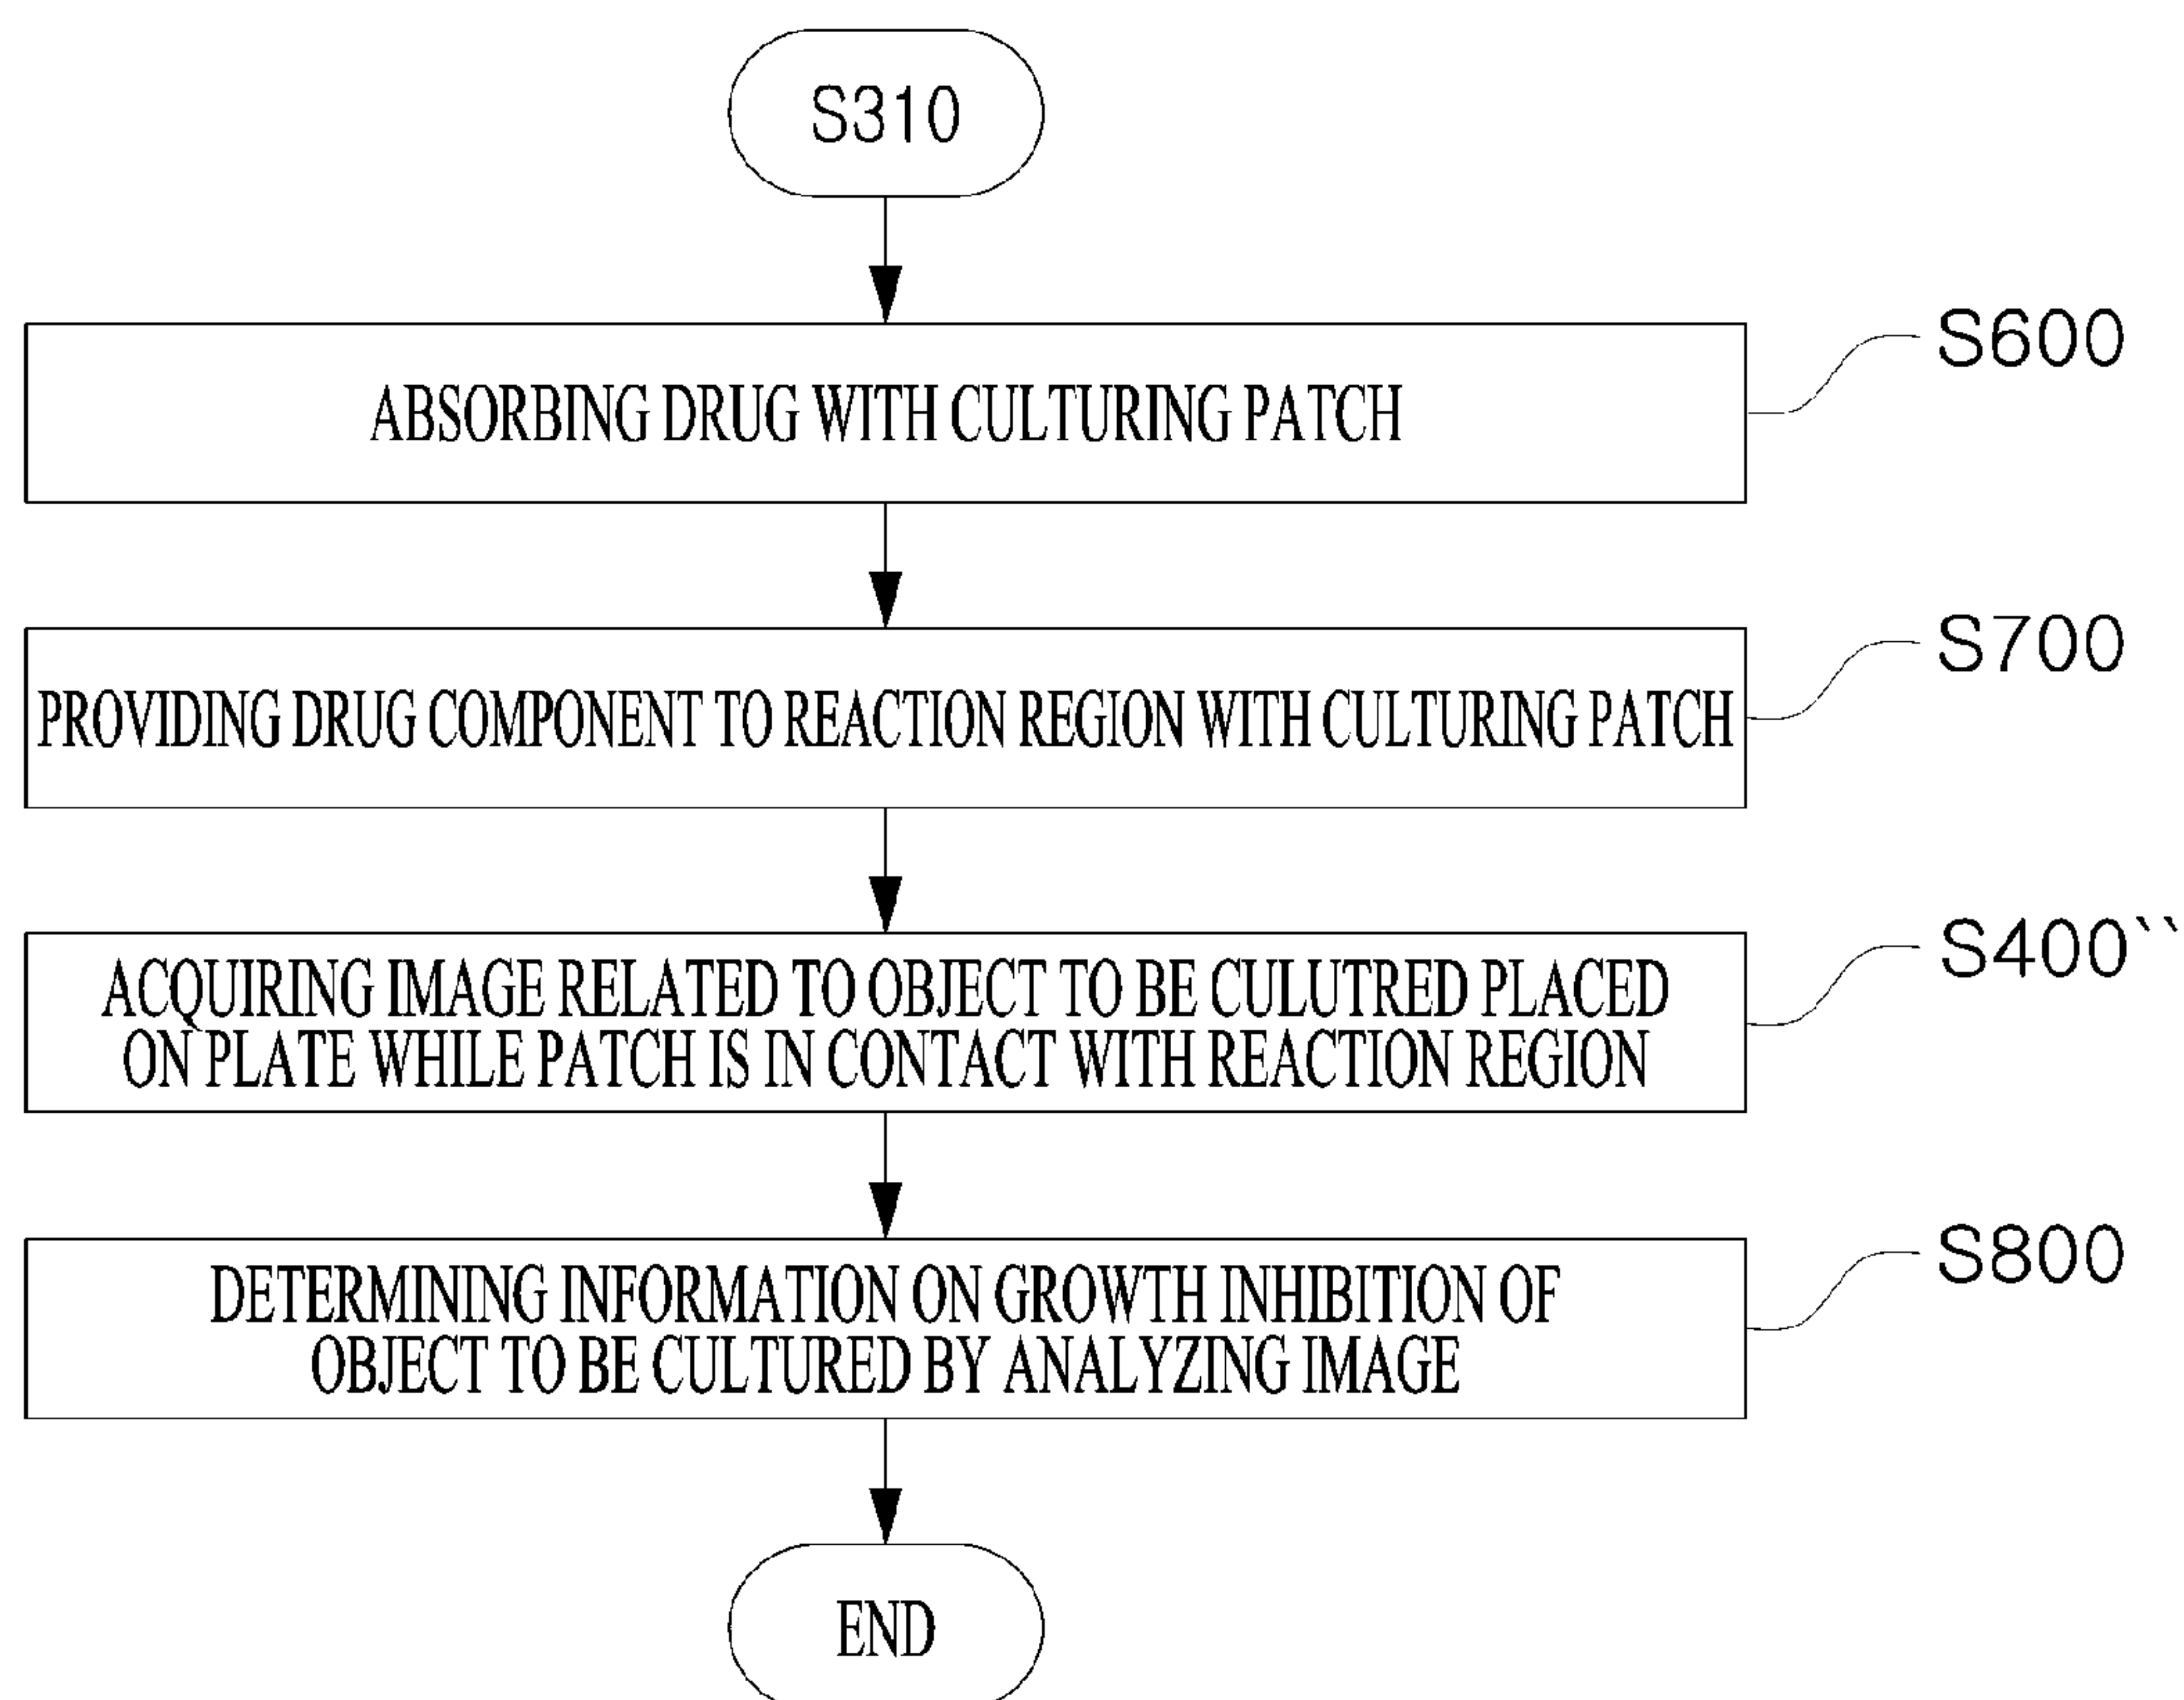 S310
ABSORBING DRUG WITH CULTURING PATCH
S600
PROVIDING DRUG COMPONENT TO REACTION REGION WITH CULTURING PATCH
S700
ACQUIRING IMAGE RELATED TO OBJECT TO BE CULUTRED PLACED
ON PLATE WHILE PATCH IS IN CONTACT WITH REACTION REGION
S400``
DETERMINING INFORMATION ON GROWTH INHIBITION OF
OBJECT TO BE CULTURED BY ANALYZING IMAGE
S800
END